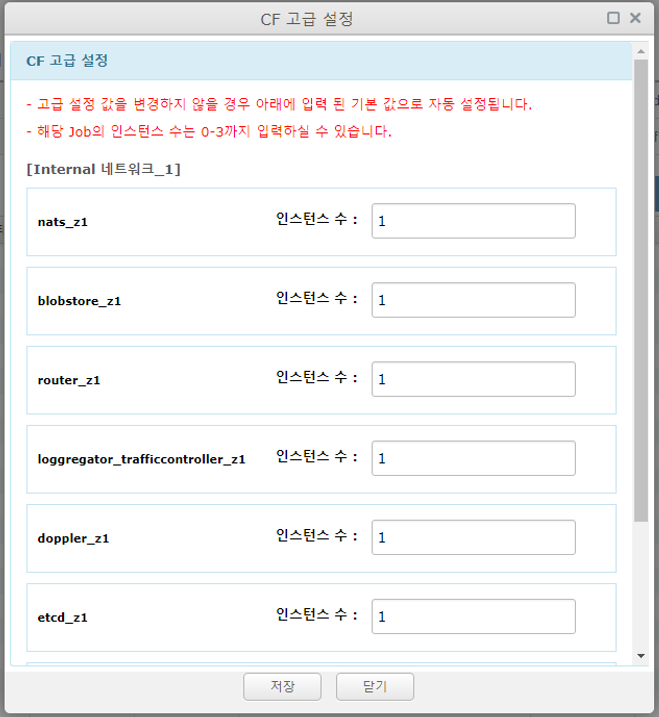 CF 고급 설정
CF 고급 설정
- 고급 설정 값을 변경하지 않을 경우 아래에 입력 된 기본 값으로 자동 설정됩니다.
- 해당 Job의 인스턴스 수는 0-3까지 입력하실 수 있습니다.
[Internal 네트워크_1]
nats_z1 인스턴스 수 : 1
blobstore_z1 인스턴스 수 : 1
router_z1 인스턴스 수 : 1
loggregator_trafficcontroller_z1 인스턴스 수 : 1
doppler_z1 인스턴스 수 : 1
etcd_z1 인스턴스 수 : 1
저장 닫기